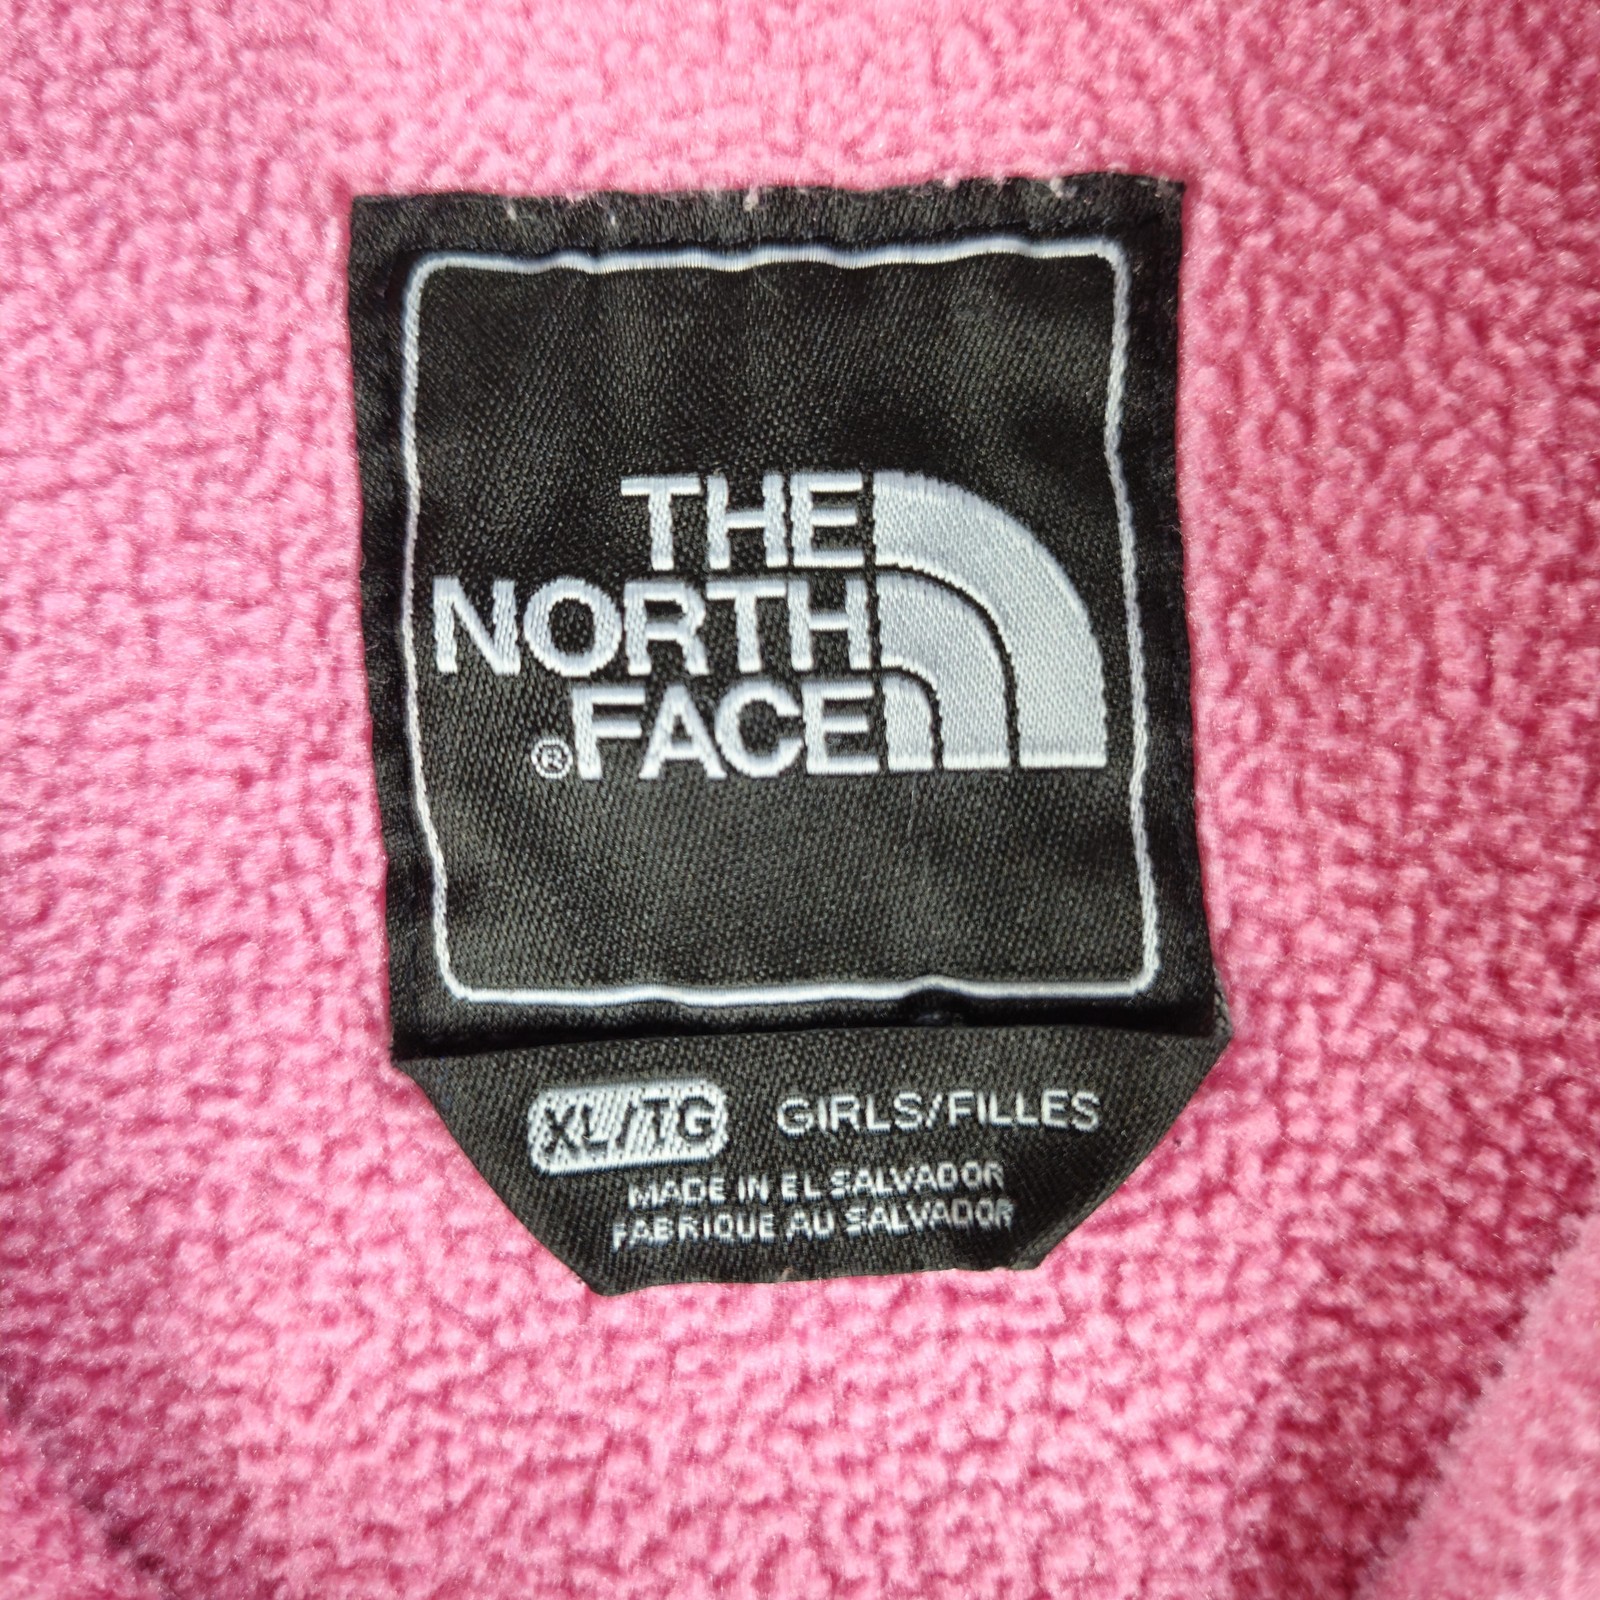 THE
NORTH
®FACE
XL/TG GIRLS/FILLES
MADE IN EL SALVADOR
FABRIQUE AU SALVADOR